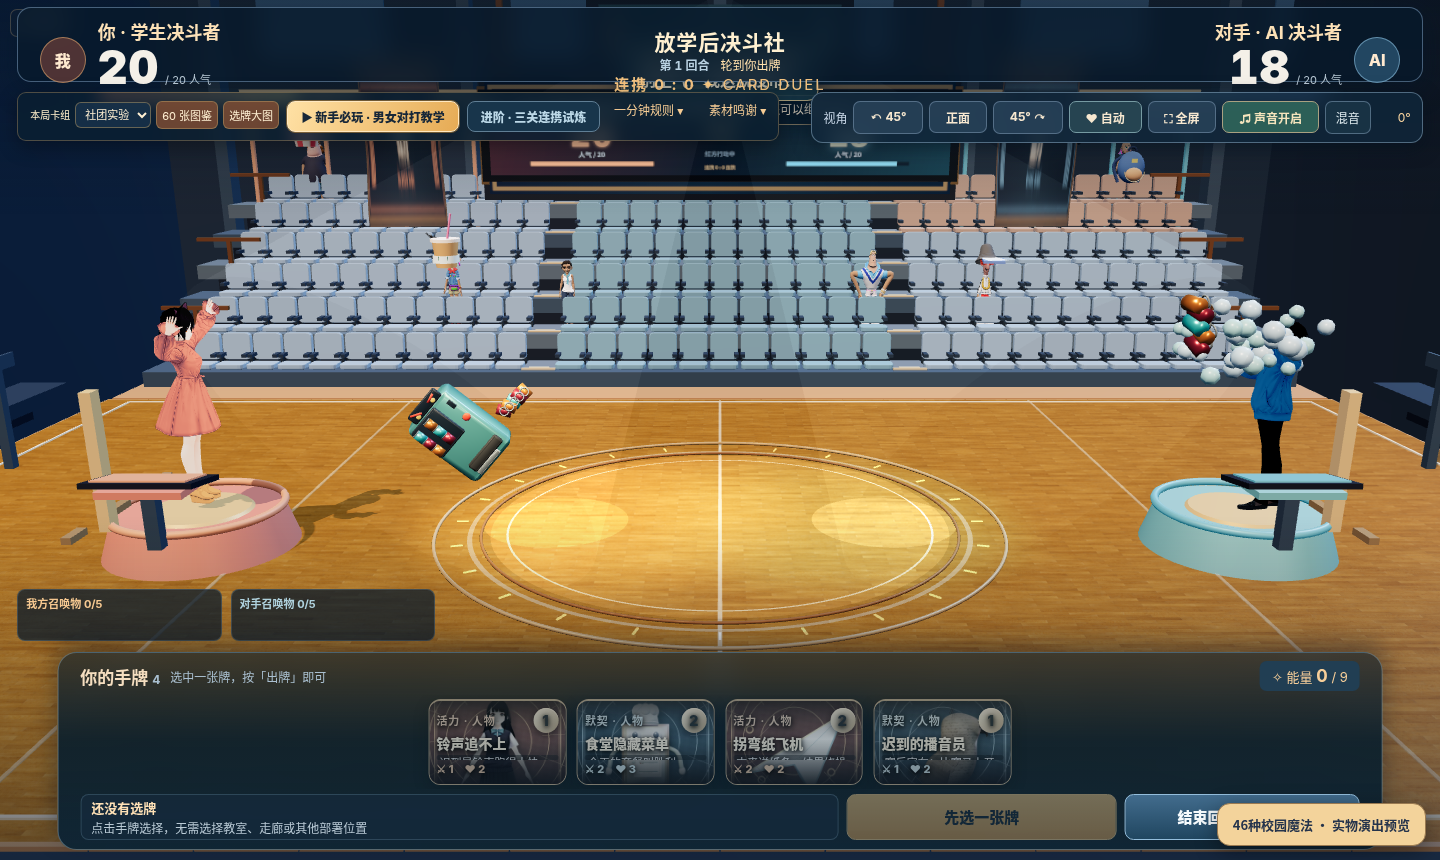 我
你 · 学生决斗者
20 / 20 人气
放学后决斗社
第 1 回合 轮到你出牌
连携 0 : 0 ✦ CARD DUEL
对手 · AI 决斗者
18 / 20 人气
AI
本局卡组
社团实验
60 张图鉴
选牌大图
▶ 新手必玩 · 男女对打教学
进阶 · 三关连携试炼
一分钟规则 ▾
素材鸣谢 ▾
视角
↶ 45°
正面
45° ↷
♥ 自动
⛶ 全屏
♫ 声音开启
混音
0°
人气 / 20
人气 / 20
我方召唤物 0/5
对手召唤物 0/5
你的手牌 4 选中一张牌，按「出牌」即可
✧ 能量 0 / 9
活力 · 人物 1
铃声追不上
⚔ 1 ♥ 2
默契 · 人物 2
食堂隐藏菜单
⚔ 2 ♥ 3
活力 · 人物 2
拐弯纸飞机
⚔ 2 ♥ 2
默契 · 人物 1
迟到的播音员
⚔ 1 ♥ 2
还没有选牌
点击手牌选择，无需选择教室、走廊或其他部署位置
先选一张牌
结束
46种校园魔法 · 实物演出预览